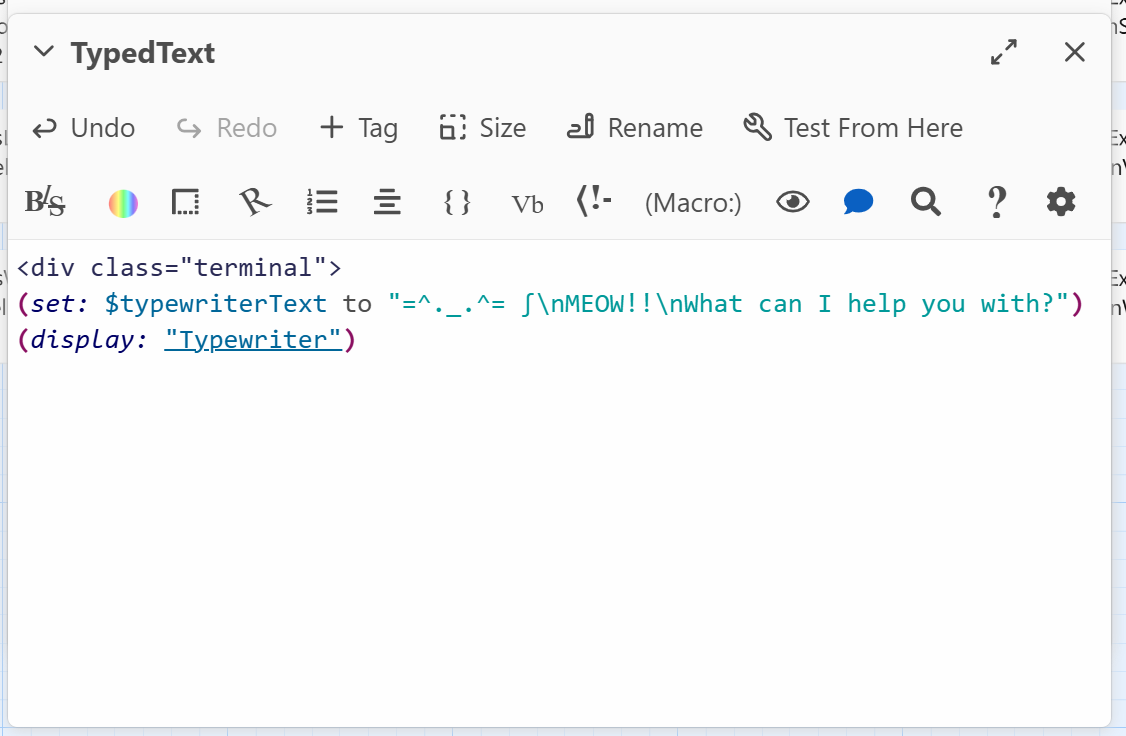 TypedText
Undo Redo Tag Size Rename Test From Here
B/S R { } Vb (!- (Macro:) ?
<div class="terminal">
(set: $typewriterText to "=^._.^= ∫\nMEOW!!\nWhat can I help you with?")
(display: "Typewriter")